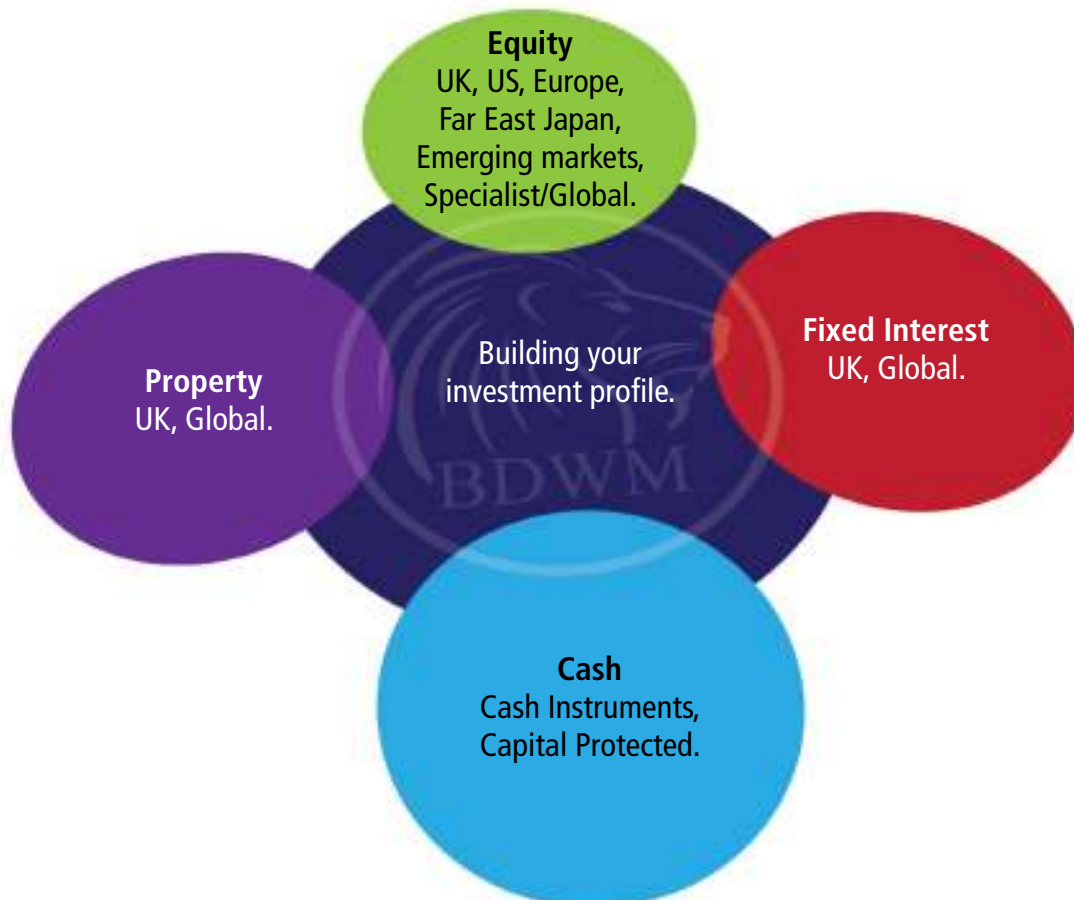 Equity
UK, US, Europe,
Far East Japan,
Emerging markets,
Specialist/Global.
Property
UK, Global.
Building your
investment profile.
Fixed Interest
UK, Global.
BDWM
Cash
Cash Instruments,
Capital Protected.